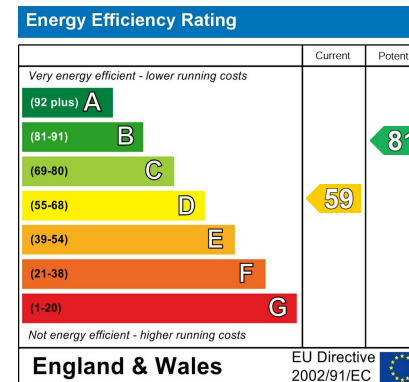 Energy Efficiency Rating
Current Potent
Very energy efficient - lower running costs
(92 plus) A
(81-91) B
81
(69-80) C
(55-68) D
59
(39-54) E
(21-38) F
(1-20) G
Not energy efficient - higher running costs
England & Wales
EU Directive
2002/91/EC